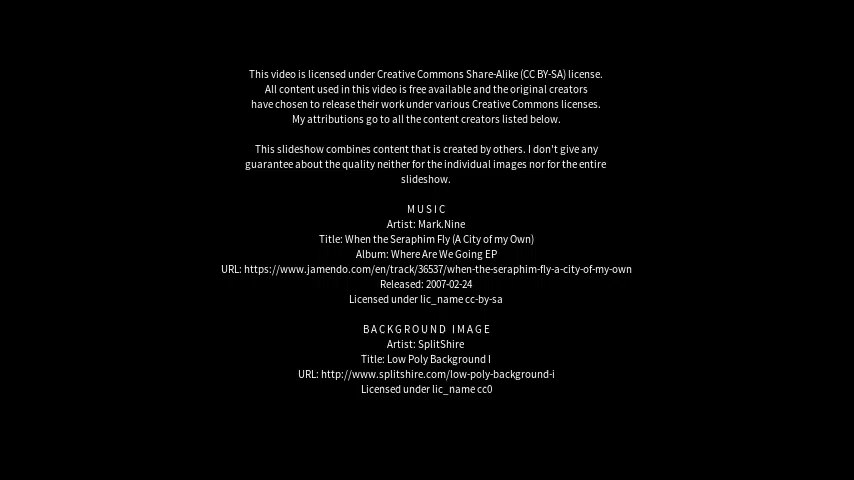 This video is licensed under Creative Commons Share-Alike (CC BY-SA) license.
All content used in this video is free available and the original creators
have chosen to release their work under various Creative Commons licenses.
My attributions go to all the content creators listed below.
This slideshow combines content that is created by others. I don't give any
guarantee about the quality neither for the individual images nor for the entire
slideshow.
MUSIC
Artist: Mark.Nine
Title: When the Seraphim Fly (A City of my Own)
Album: Where Are We Going EP
URL: https://www.jamendo.com/en/track/36537/when-the-seraphim-fly-a-city-of-my-own
Released: 2007-02-24
Licensed under lic_name cc-by-sa
BACKGROUND IMAGE
Artist: SplitShire
Title: Low Poly Background I
URL: http://www.splitshire.com/low-poly-background-i
Licensed under lic_name cc0